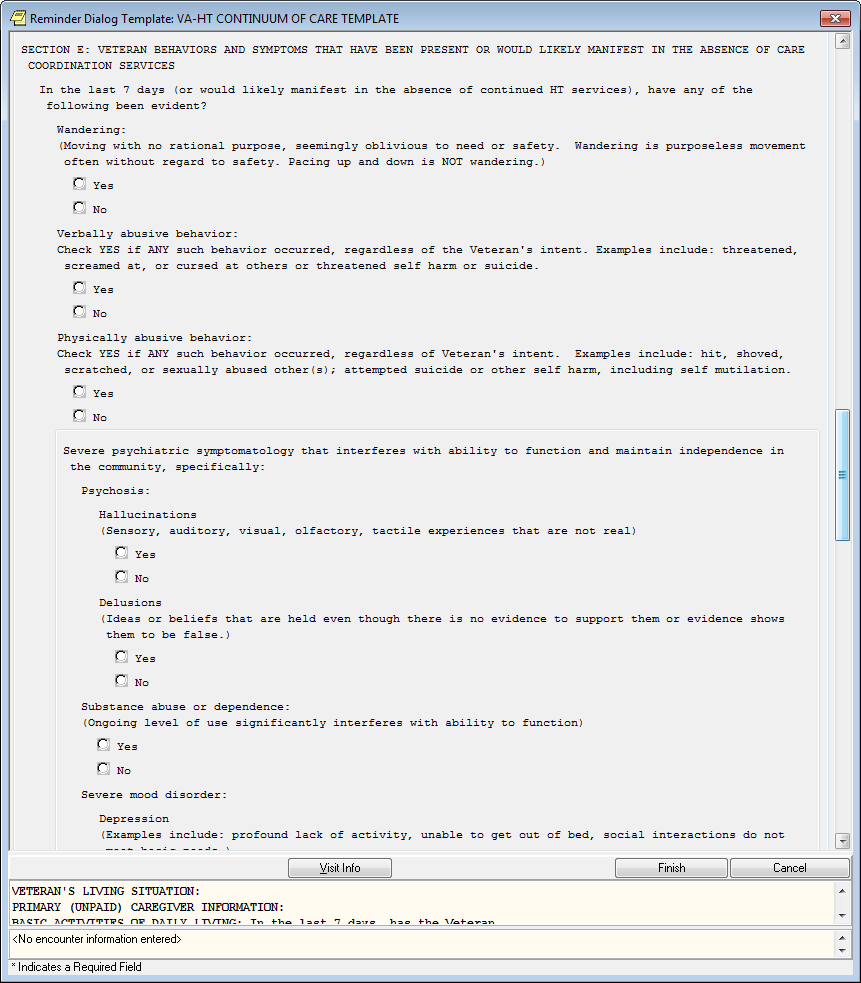 Reminder Dialog Template: VA-HT CONTINUUM OF CARE TEMPLATE
SECTION E: VETERAN BEHAVIORS AND SYMPTOMS THAT HAVE BEEN PRESENT OR WOULD LIKELY MANIFEST IN THE ABSENCE OF CARE
COORDINATION SERVICES
In the last 7 days (or would likely manifest in the absence of continued HT services), have any of the
following been evident?
Wandering:
(Moving with no rational purpose, seemingly oblivious to need or safety.  Wandering is purposeless movement
often without regard to safety. Pacing up and down is NOT wandering.)
Yes
No
Verbally abusive behavior:
Check YES if ANY such behavior occurred, regardless of the Veteran's intent. Examples include: threatened,
screamed at, or cursed at others or threatened self harm or suicide.
Yes
No
Physically abusive behavior:
Check YES if ANY such behavior occurred, regardless of Veteran's intent.  Examples include: hit, shoved,
scratched, or sexually abused other(s); attempted suicide or other self harm, including self mutilation.
Yes
No
Severe psychiatric symptomatology that interferes with ability to function and maintain independence in
the community, specifically:
Psychosis:
Hallucinations
(Sensory, auditory, visual, olfactory, tactile experiences that are not real)
Yes
No
Delusions
(Ideas or beliefs that are held even though there is no evidence to support them or evidence shows
them to be false.)
Yes
No
Substance abuse or dependence:
(Ongoing level of use significantly interferes with ability to function)
Yes
No
Severe mood disorder:
Depression
(Examples include: profound lack of activity, unable to get out of bed, social interactions do not
Visit Info
Finish
Cancel
VETERAN'S LIVING SITUATION:
PRIMARY (UNPAID) CAREGIVER INFORMATION:
BASIC ACTIVITIES OF DAILY LIVING: In the last 7 days, has the Veteran
<No encounter information entered>
* Indicates a Required Field